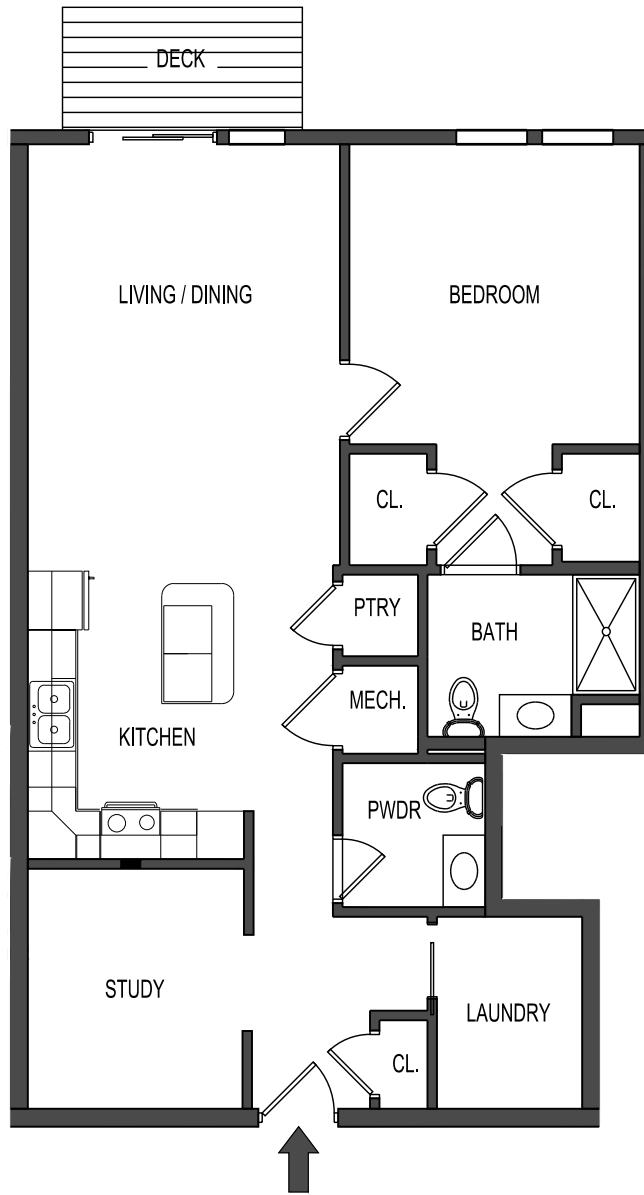 DECK
LIVING / DINING
BEDROOM
CL.
CL.
PTRY
BATH
MECH.
KITCHEN
PWDR
STUDY
LAUNDRY
CL.